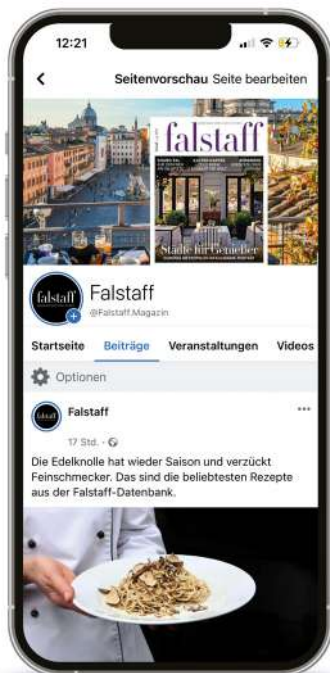 12:21
Seitenvorschau Seite bearbeiten
falstaff
Städte für Genießer
falstaff
Falstaff
@Falstaff.Magazin
Startseite Beiträge Veranstaltungen Videos
Optionen
falstaff
Falstaff
17 Std.
Die Edelknolle hat wieder Saison und verzückt
Feinschmecker. Das sind die beliebtesten Rezepte
aus der Falstaff-Datenbank.